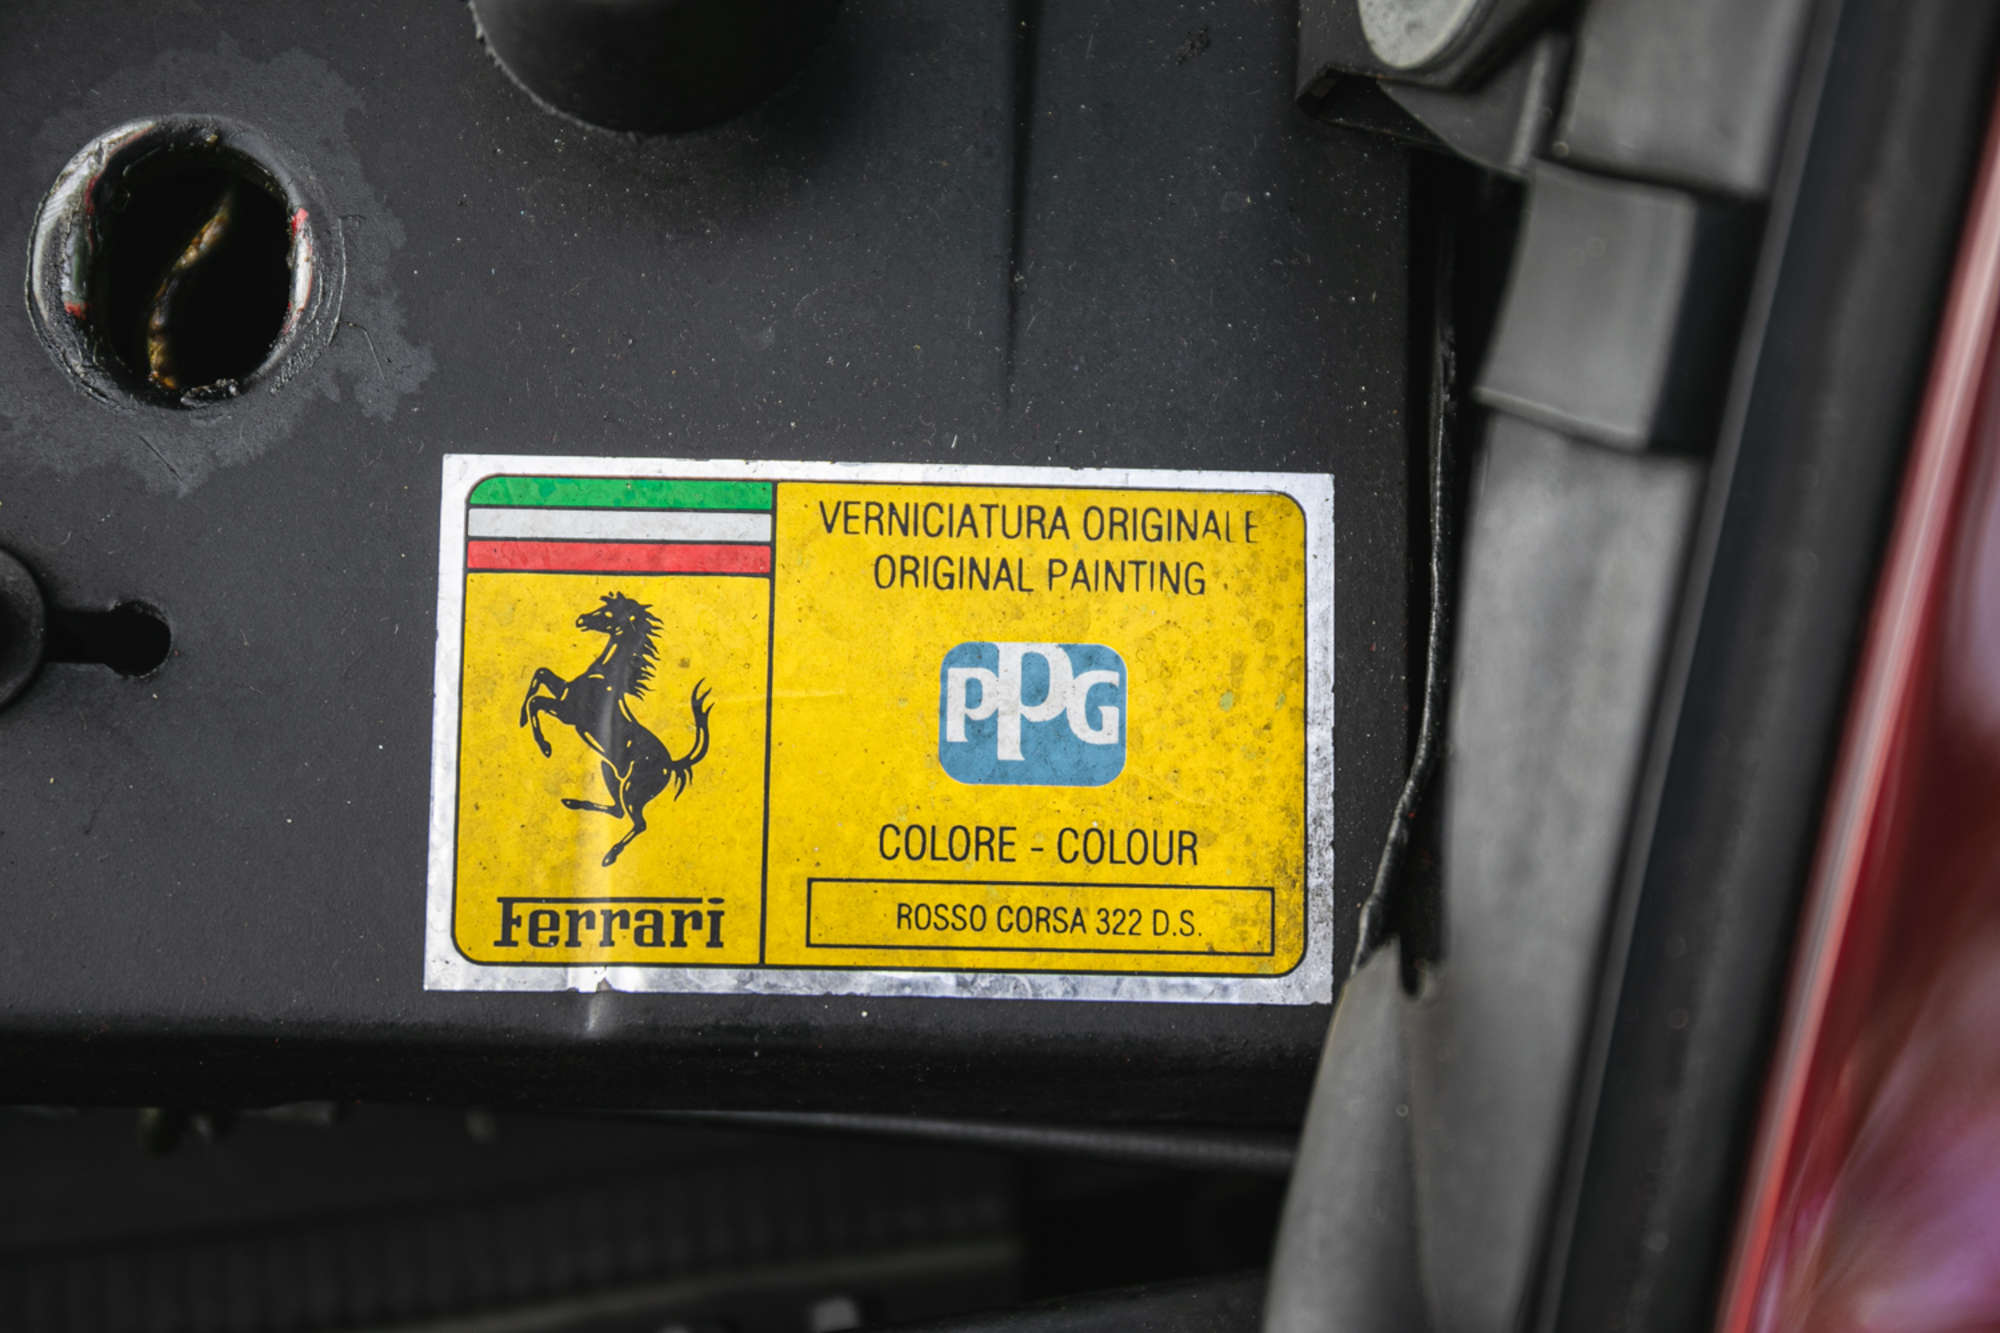 VERNICIATURA ORIGINALE
ORIGINAL PAINTING
PPG
COLORE - COLOUR
ROSSO CORSA 322 D.S.
Ferrari